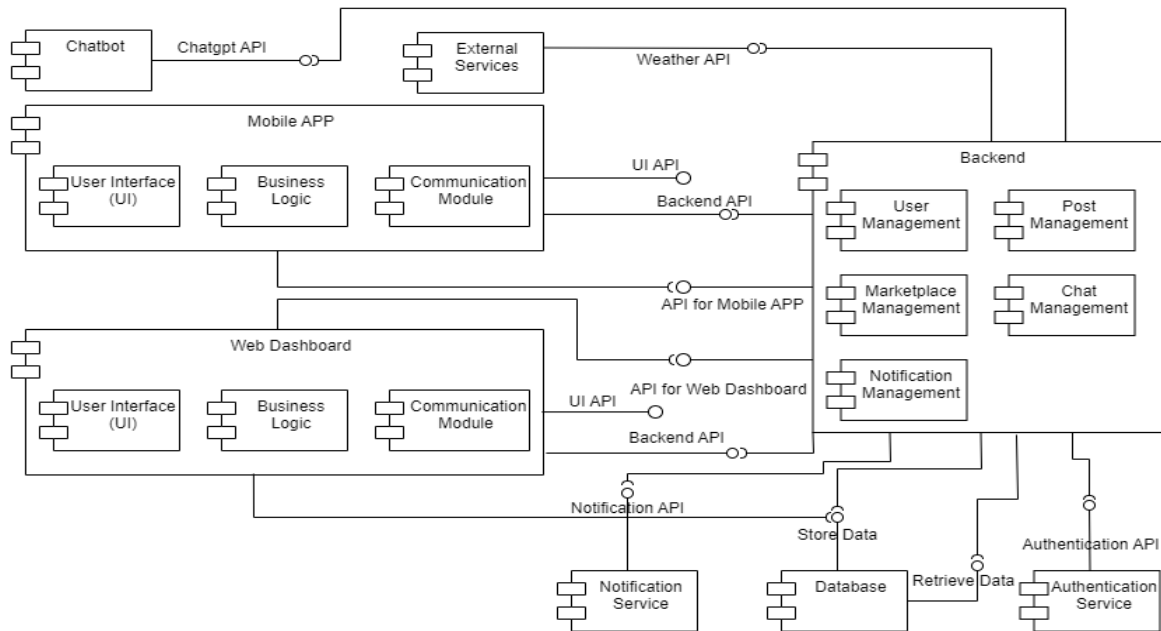 Chatbot
Chatgpt API
External
Services
Weather API
Mobile APP
User Interface
(UI)
Business
Logic
Communication
Module
UI API
Backend API
API for Mobile APP
Backend
User
Management
Post
Management
Marketplace
Management
Chat
Management
Notification
Management
Web Dashboard
User Interface
(UI)
Business
Logic
Communication
Module
API for Web Dashboard
UI API
Backend API
Notification API
Store Data
Authentication API
Retrieve Data
Notification
Service
Database
Authentication
Service